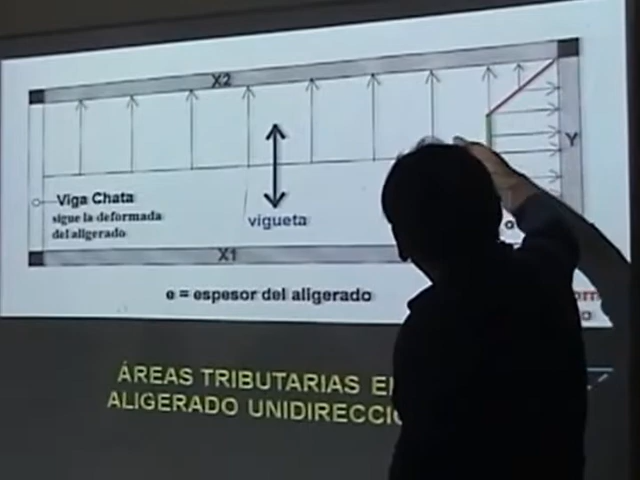 X2
Y
Viga Chata
sigue la deformada
del aligerado
vigueta
X1
e = espesor del aligerado
ÁREAS TRIBUTARIAS E
ALIGERADO UNIDIRECCI